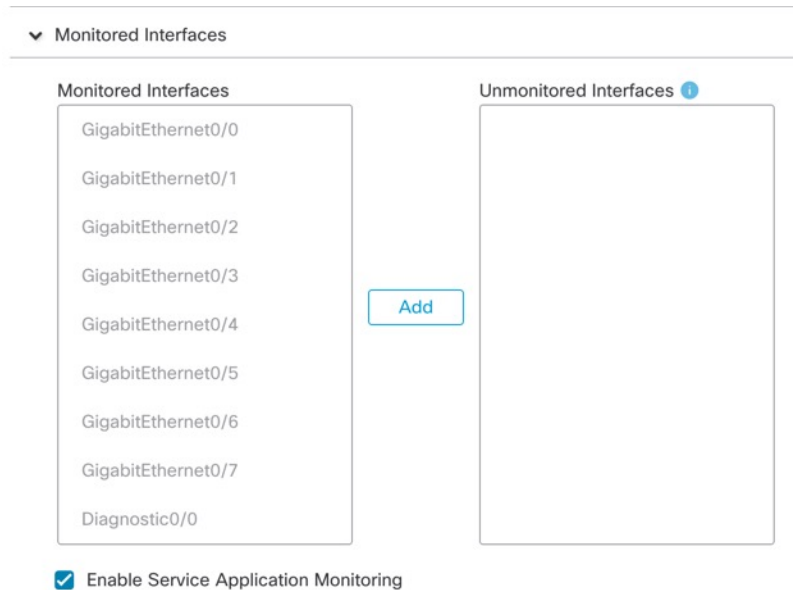 Monitored Interfaces
Monitored Interfaces
Unmonitored Interfaces
GigabitEthernet0/0
GigabitEthernet0/1
GigabitEthernet0/2
GigabitEthernet0/3
GigabitEthernet0/4
GigabitEthernet0/5
GigabitEthernet0/6
GigabitEthernet0/7
Diagnostic0/0
Add
Enable Service Application Monitoring